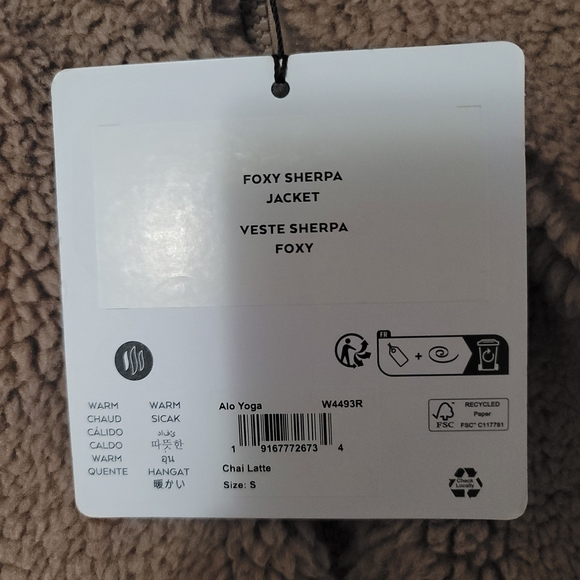 FOXY SHERPA
JACKET
VESTE SHERPA
FOXY
FR
+
WARM WARM
CHAUD SICAK
CÁLIDO دافئ
CALDO 따뜻한
WARM อุ่น
QUENTE HANGAT
暖かい
Alo Yoga W4493R
1 9167772673 4
Chai Latte
Size: S
FSC
RECYCLED
Paper
FSC® C117781
Check
Locally